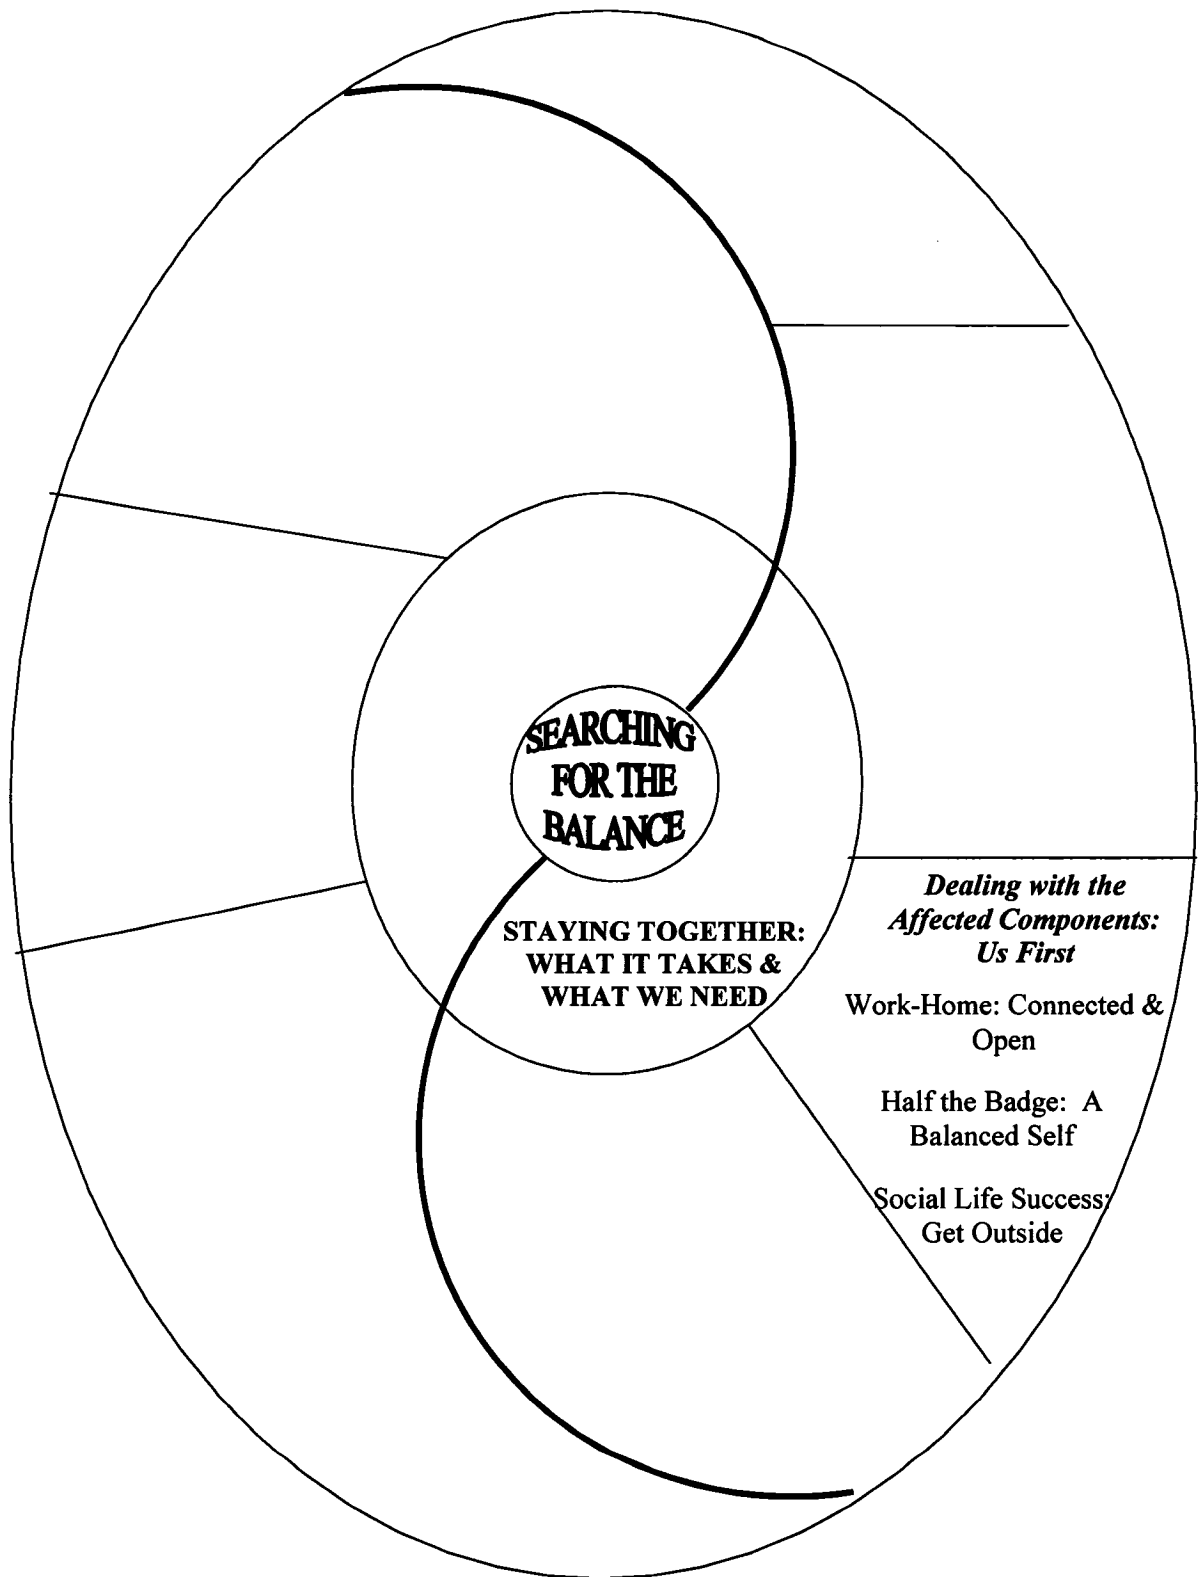 SEARCHING
FOR THE
BALANCE
STAYING TOGETHER:
WHAT IT TAKES &
WHAT WE NEED
Dealing with the
Affected Components:
Us First
Work-Home: Connected &
Open
Half the Badge: A
Balanced Self
Social Life Success:
Get Outside